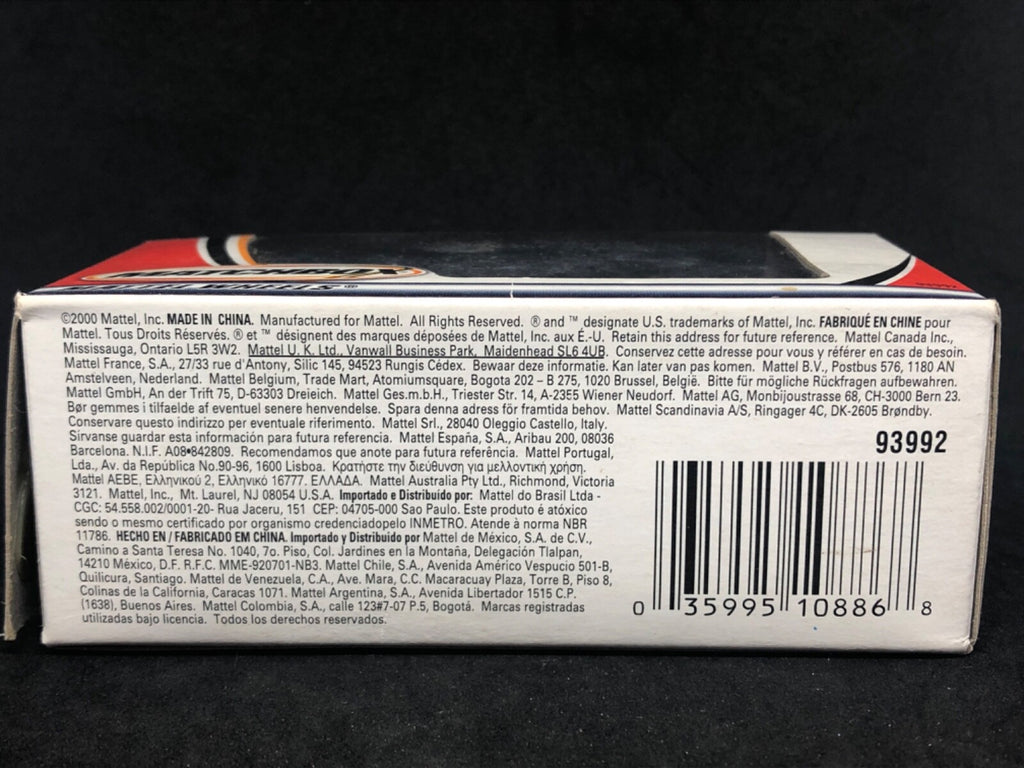 MATCHBOX
©2000 Mattel, Inc. MADE IN CHINA. Manufactured for Mattel. All Rights Reserved. ® and ™ designate U.S. trademarks of Mattel, Inc. FABRIQUÉ EN CHINE pour
Mattel. Tous Droits Réservés. ® et ™ désignent des marques déposées de Mattel, Inc. aux É.-U. Retain this address for future reference. Mattel Canada Inc.,
Mississauga, Ontario L5R 3W2. Mattel U. K. Ltd., Vanwall Business Park, Maidenhead SL6 4UB. Conservez cette adresse pour vous y référer en cas de besoin.
Mattel France, S.A., 27/33 rue d'Antony, Silic 145, 94523 Rungis Cédex. Bewaar deze informatie. Kan later van pas komen. Mattel B.V., Postbus 576, 1180 AN
Amstelveen, Nederland. Mattel Belgium, Trade Mart, Atomiumsquare, Bogota 202 – B 275, 1020 Brussel, België. Bitte für mögliche Rückfragen aufbewahren.
Mattel GmbH, An der Trift 75, D-63303 Dreieich. Mattel Ges.m.b.H., Triester Str. 14, A-2355 Wiener Neudorf. Mattel AG, Monbijoustrasse 68, CH-3000 Bern 23.
Bør gemmes i tilfaelde af eventuel senere henvendelse. Spara denna adress för framtida behov. Mattel Scandinavia A/S, Ringager 4C, DK-2605 Brøndby.
Conservare questo indirizzo per eventuale riferimento. Mattel Srl., 28040 Oleggio Castello, Italy.
Sírvanse guardar esta información para futura referencia. Mattel España, S.A., Aribau 200, 08036
Barcelona. N.I.F. A08•842809. Recomendamos que anote para futura referência. Mattel Portugal,
Lda., Av. da República No.90-96, 1600 Lisboa. Κρατήστε την διεύθυνση για μελλοντική χρήση.
Mattel AEBE, Ελληνικού 2, Ελληνικό 16777. ΕΛΛΑΔΑ. Mattel Australia Pty Ltd., Richmond, Victoria
3121. Mattel, Inc., Mt. Laurel, NJ 08054 U.S.A. Importado e Distribuído por: Mattel do Brasil Ltda -
CGC: 54.558.002/0001-20- Rua Jaceru, 151 CEP: 04705-000 Sao Paulo. Este produto é atóxico
sendo o mesmo certificado por organismo credenciadopelo INMETRO. Atende à norma NBR
11786. HECHO EN / FABRICADO EM CHINA. Importado y Distribuido por Mattel de México, S.A. de C.V.,
Camino a Santa Teresa No. 1040, 7o. Piso, Col. Jardines en la Montaña, Delegación Tlalpan,
14210 México, D.F. R.F.C. MME-920701-NB3. Mattel Chile, S.A., Avenida Américo Vespucio 501-B,
Quilicura, Santiago. Mattel de Venezuela, C.A., Ave. Mara, C.C. Macaracuay Plaza, Torre B, Piso 8,
Colinas de la California, Caracas 1071. Mattel Argentina, S.A., Avenida Libertador 1515 C.P.
(1638), Buenos Aires. Mattel Colombia, S.A., calle 123#7-07 P.5, Bogotá. Marcas registradas
utilizadas bajo licencia. Todos los derechos reservados.
93992
0 35995 10886 8